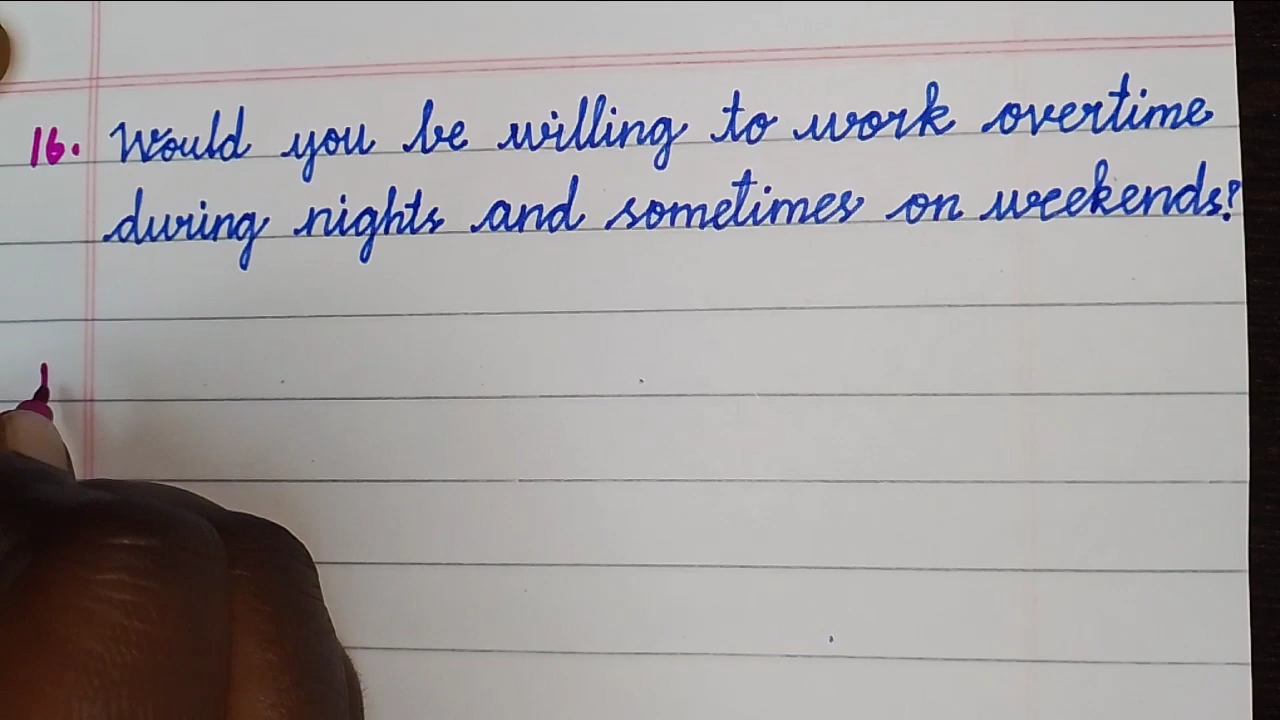 16. Would you be willing to work overtime
during nights and sometimes on weekends?